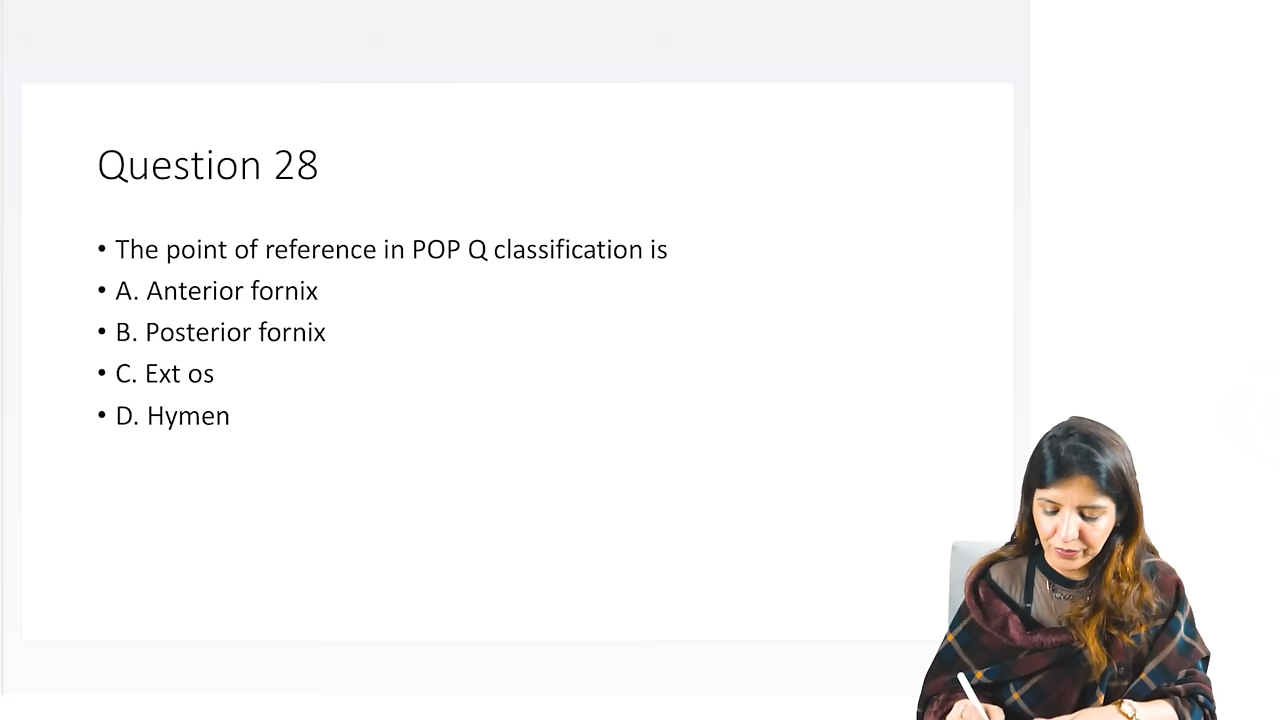 Question 28
• The point of reference in POP Q classification is
• A. Anterior fornix
• B. Posterior fornix
• C. Ext os
• D. Hymen